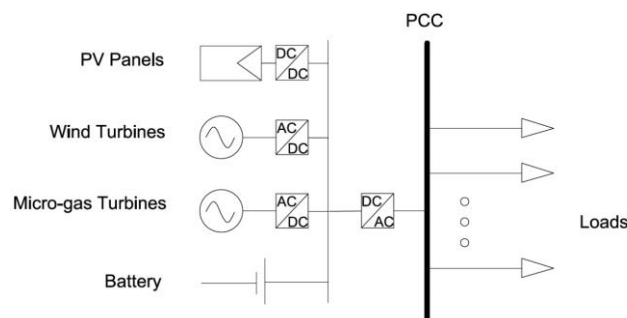 PCC
PV Panels
DC
DC
Wind Turbines
AC
DC
Micro-gas Turbines
AC
DC
DC
AC
Loads
Battery